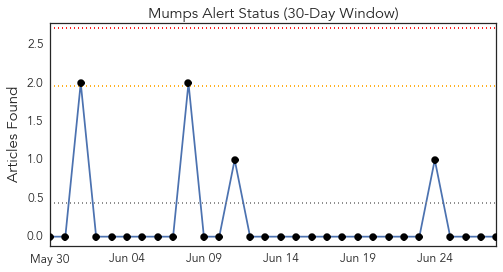 Mumps Alert Status (30-Day Window)
Articles Found
2.5
2.0
1.5
1.0
0.5
0.0
May 30 Jun 04 Jun 09 Jun 14 Jun 19 Jun 24